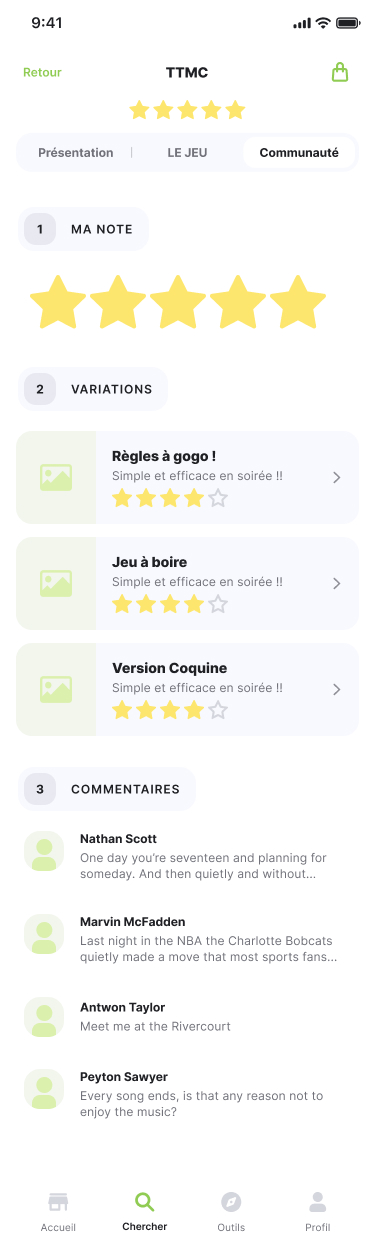 9:41
Retour
TTMC
Présentation
LE JEU
Communauté
1
MA NOTE
2
VARIATIONS
Règles à gogo !
Simple et efficace en soirée !!
Jeu à boire
Simple et efficace en soirée !!
Version Coquine
Simple et efficace en soirée !!
3
COMMENTAIRES
Nathan Scott
One day you’re seventeen and planning for
someday. And then quietly and without...
Marvin McFadden
Last night in the NBA the Charlotte Bobcats
quietly made a move that most sports fans...
Antwon Taylor
Meet me at the Rivercourt
Peyton Sawyer
Every song ends, is that any reason not to
enjoy the music?
Accueil
Chercher
Outils
Profil